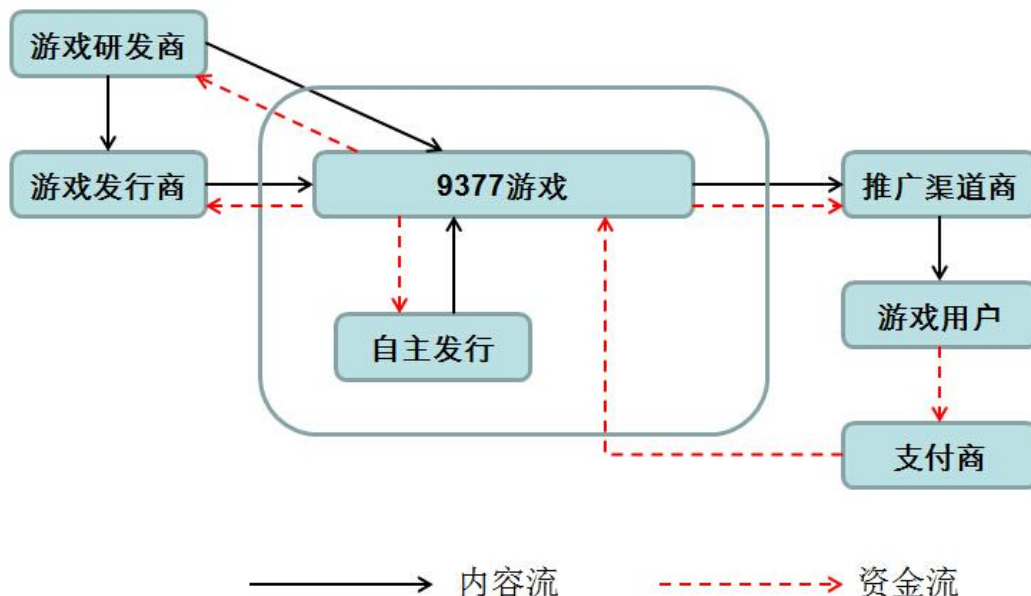 游戏研发商
游戏发行商
9377游戏
推广渠道商
自主发行
游戏用户
支付商
内容流
资金流